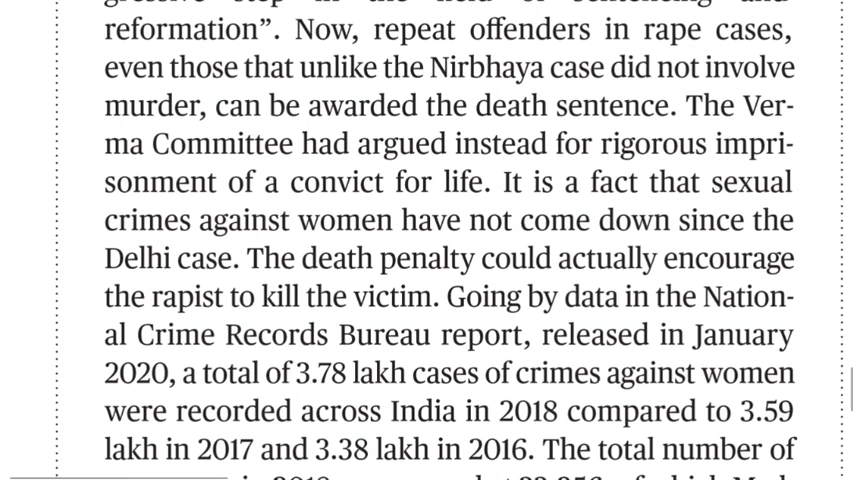 reformation”. Now, repeat offenders in rape cases,
even those that unlike the Nirbhaya case did not involve
murder, can be awarded the death sentence. The Ver-
ma Committee had argued instead for rigorous impri-
sonment of a convict for life. It is a fact that sexual
crimes against women have not come down since the
Delhi case. The death penalty could actually encourage
the rapist to kill the victim. Going by data in the Nation-
al Crime Records Bureau report, released in January
2020, a total of 3.78 lakh cases of crimes against women
were recorded across India in 2018 compared to 3.59
lakh in 2017 and 3.38 lakh in 2016. The total number of